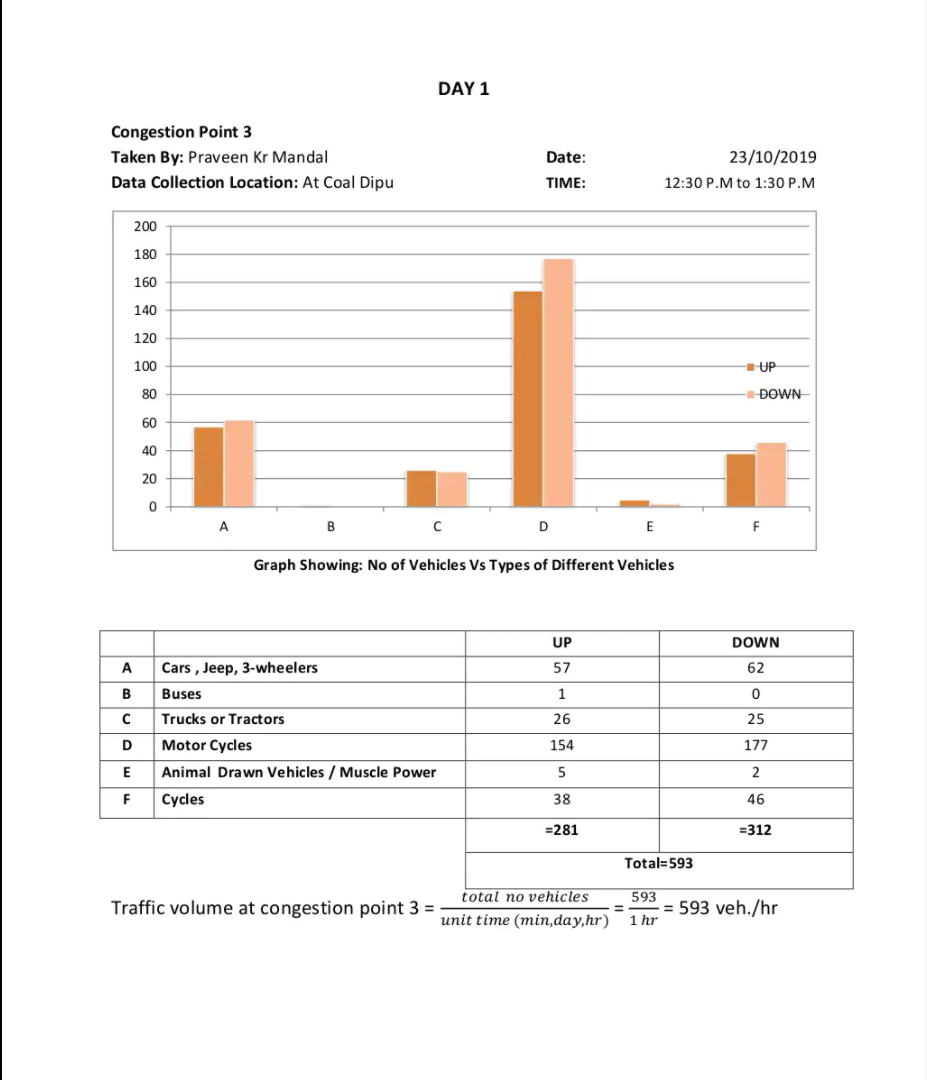 DAY 1
Congestion Point 3
Taken By: Praveen Kr Mandal Date: 23/10/2019
Data Collection Location: At Coal Dipu TIME: 12:30 P.M to 1:30 P.M
200
180
160
140
120
100
80
60
40
20
0
UP
DOWN
A B C D E F
Graph Showing: No of Vehicles Vs Types of Different Vehicles
UP DOWN
A Cars , Jeep, 3-wheelers 57 62
B Buses 1 0
C Trucks or Tractors 26 25
D Motor Cycles 154 177
E Animal Drawn Vehicles / Muscle Power 5 2
F Cycles 38 46
=281 =312
Total=593
Traffic volume at congestion point 3 = total no vehicles / unit time (min,day,hr) = 593 / 1 hr = 593 veh./hr